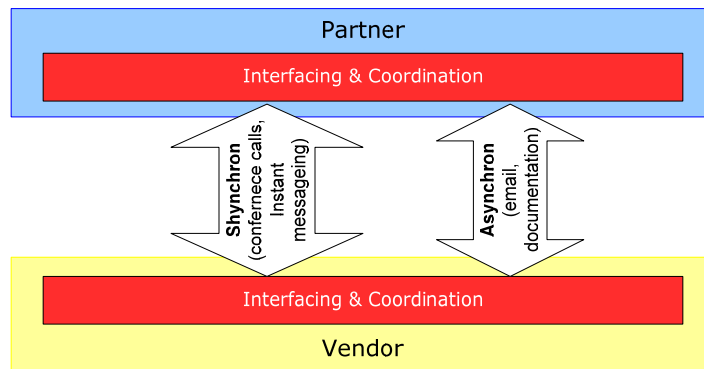 Partner
Interfacing & Coordination
Shynchron
(confernece calls,
Instant
messageing)
Asynchron
(email,
documentation)
Interfacing & Coordination
Vendor